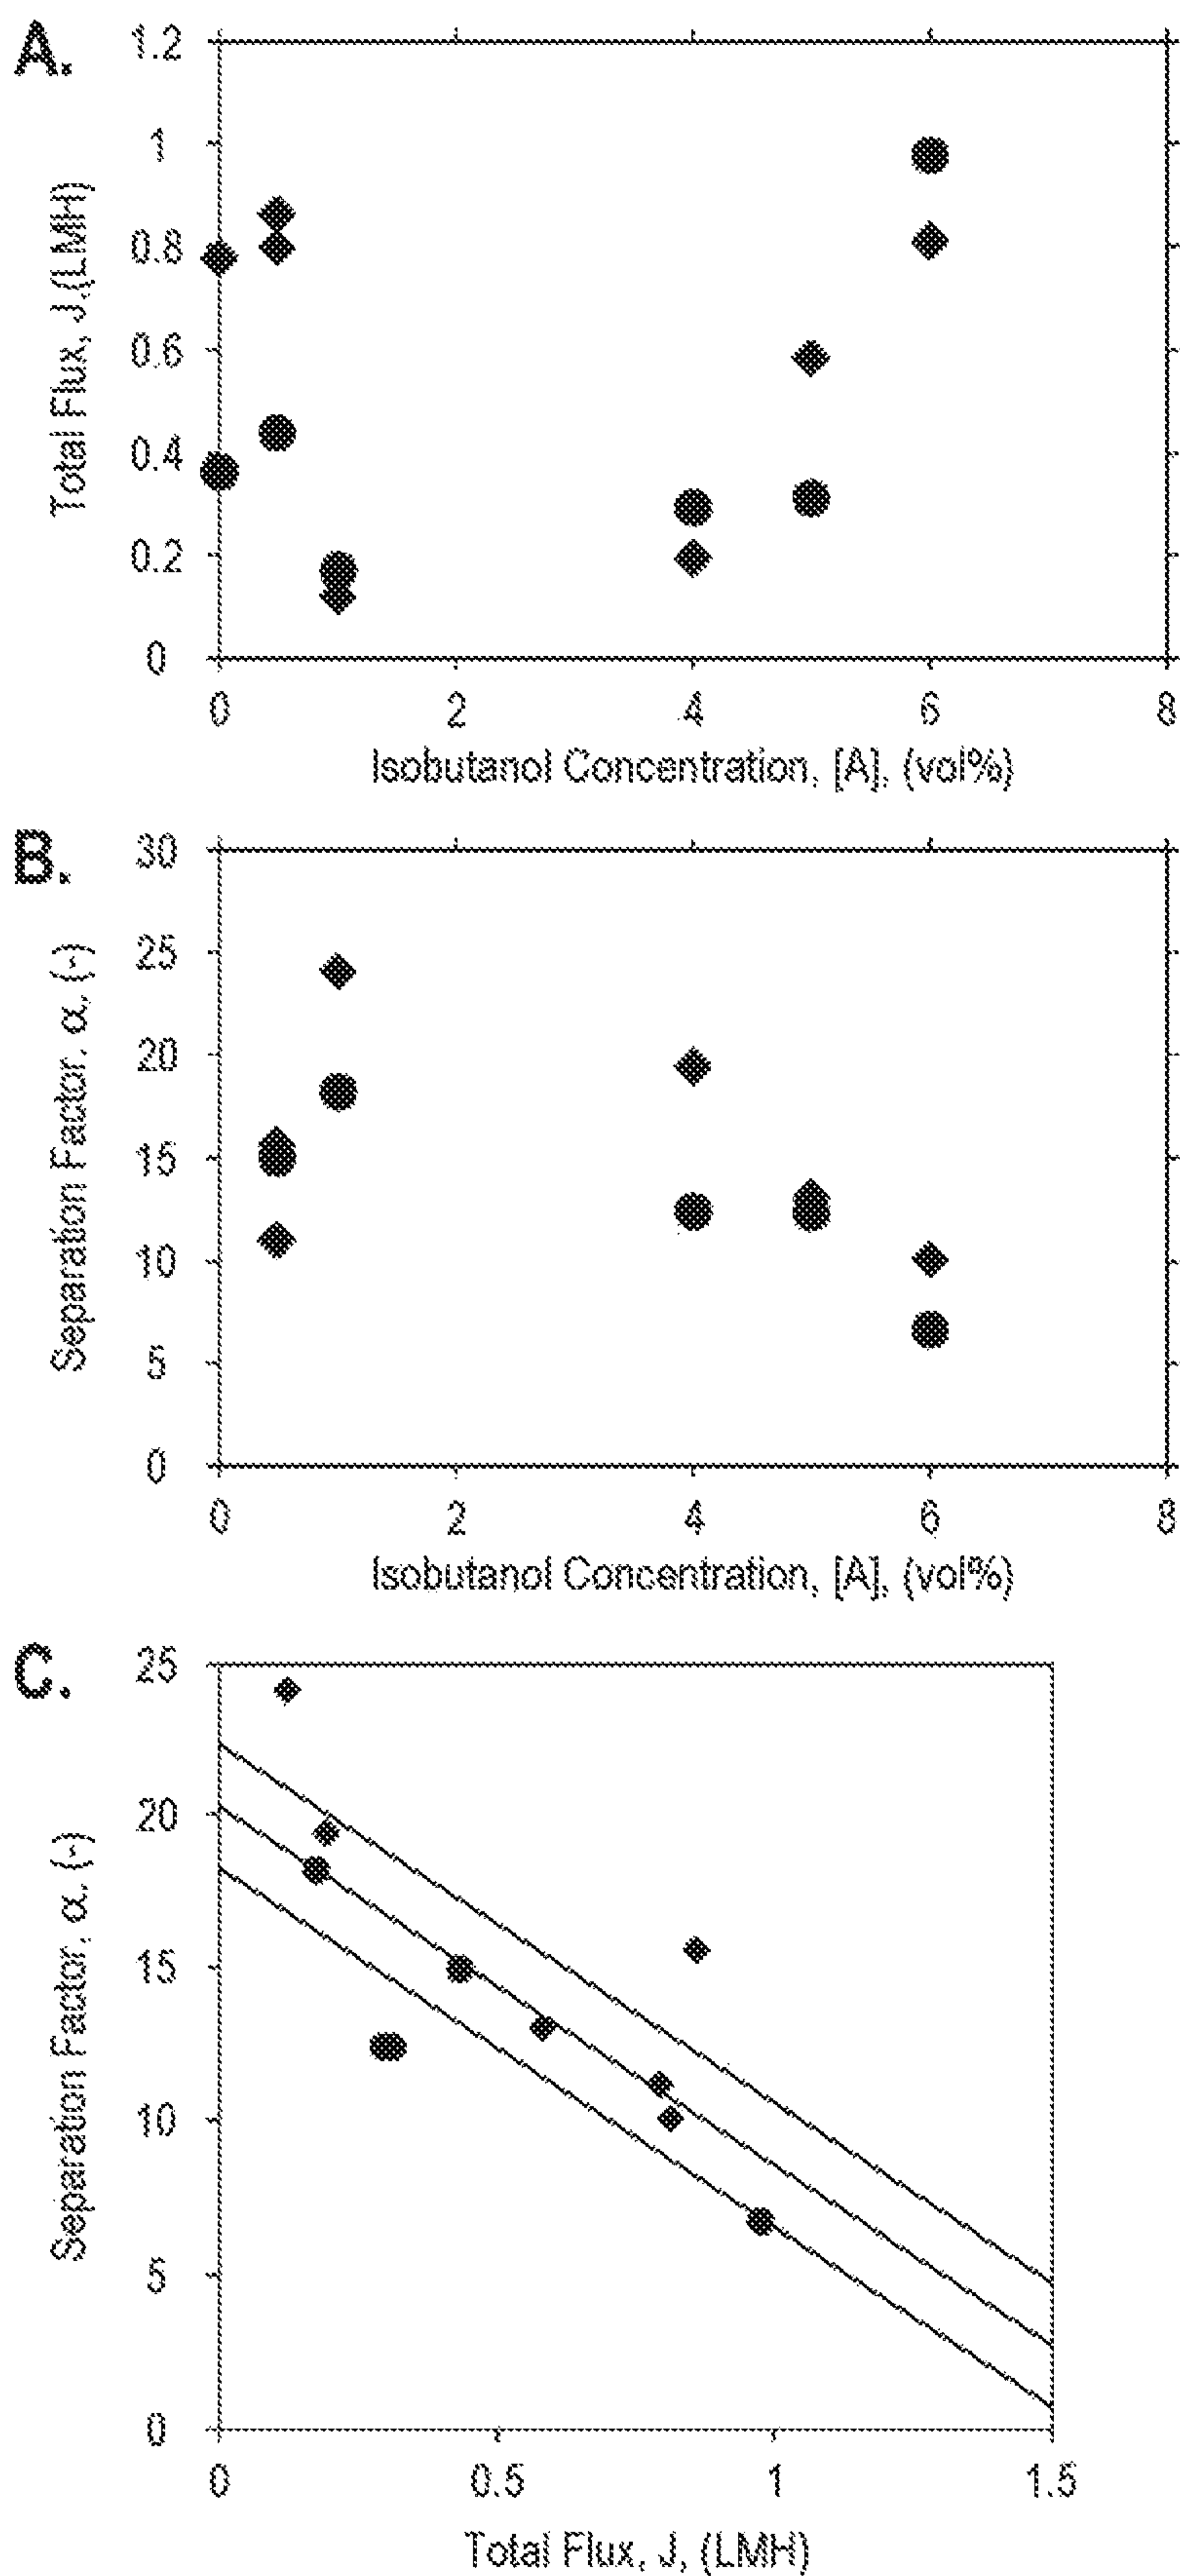 A.
1.2
1
0.8
0.6
0.4
0.2
0
Total Flux, J,(LMH)
0 2 4 6 8
Isobutanol Concentration, [A], (vol%)
B.
30
25
20
15
10
5
0
Separation Factor, α, (-)
0 2 4 6 8
Isobutanol Concentration, [A], (vol%)
C.
25
20
15
10
5
0
Separation Factor, α, (-)
0 0.5 1 1.5
Total Flux, J, (LMH)